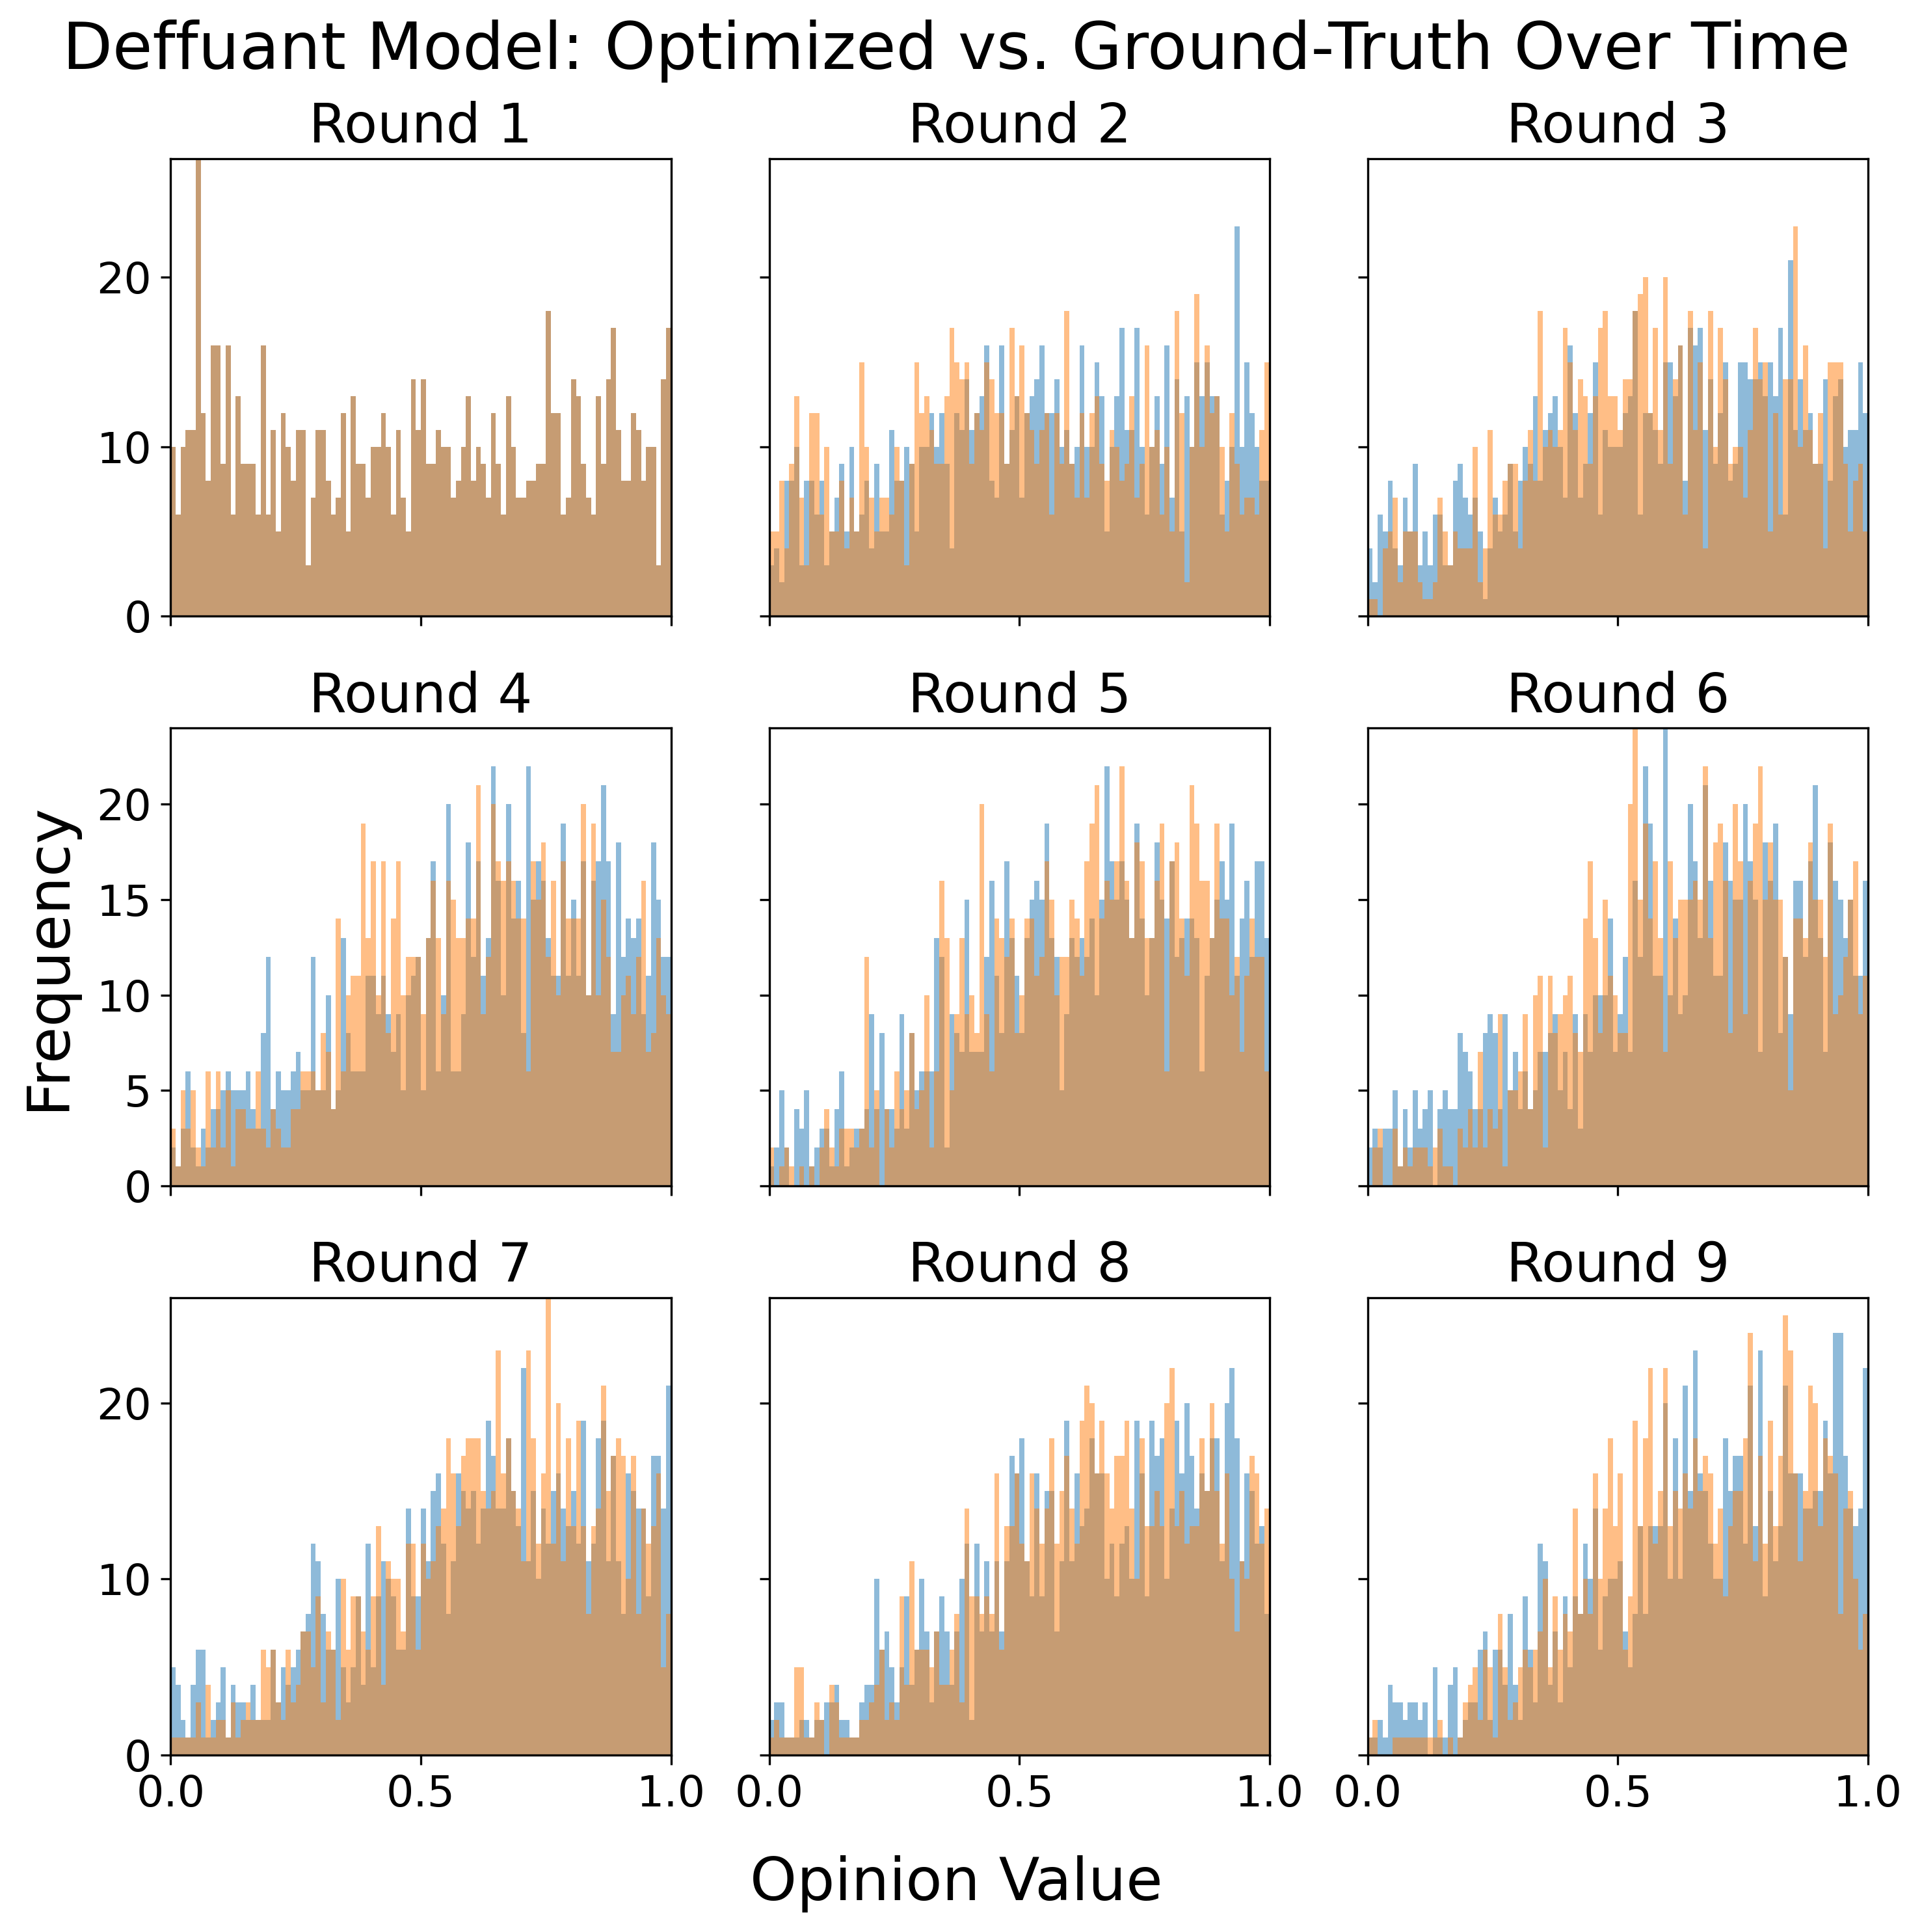 Deffuant Model: Optimized vs. Ground-Truth Over Time
Round 1
Round 2
Round 3
20
10
0
Round 4
Round 5
Round 6
20
15
10
5
0
Frequency
Round 7
Round 8
Round 9
20
10
0
0.0 0.5 1.0
0.0 0.5 1.0
0.0 0.5 1.0
Opinion Value